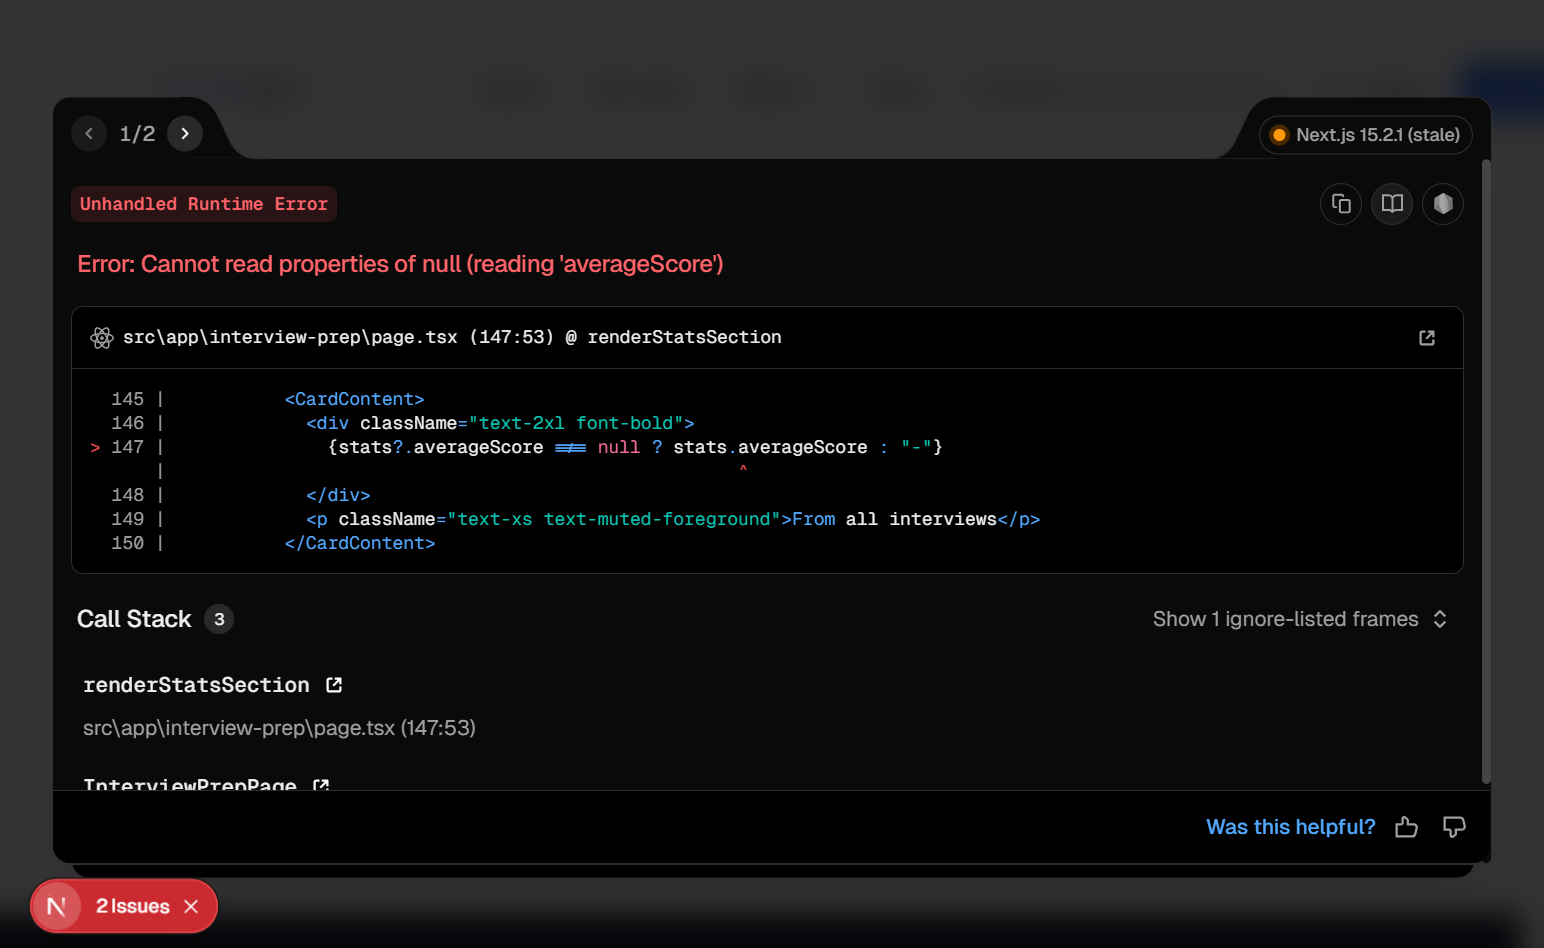 1/2
Next.js 15.2.1 (stale)
Unhandled Runtime Error
Error: Cannot read properties of null (reading 'averageScore')
src\app\interview-prep\page.tsx (147:53) @ renderStatsSection
145 | <CardContent>
146 | <div className="text-2xl font-bold">
> 147 | {stats?.averageScore !== null ? stats.averageScore : "-"}
| ^
148 | </div>
149 | <p className="text-xs text-muted-foreground">From all interviews</p>
150 | </CardContent>
Call Stack 3
Show 1 ignore-listed frames
renderStatsSection
src\app\interview-prep\page.tsx (147:53)
InterviewPrepPage
Was this helpful?
N 2 Issues